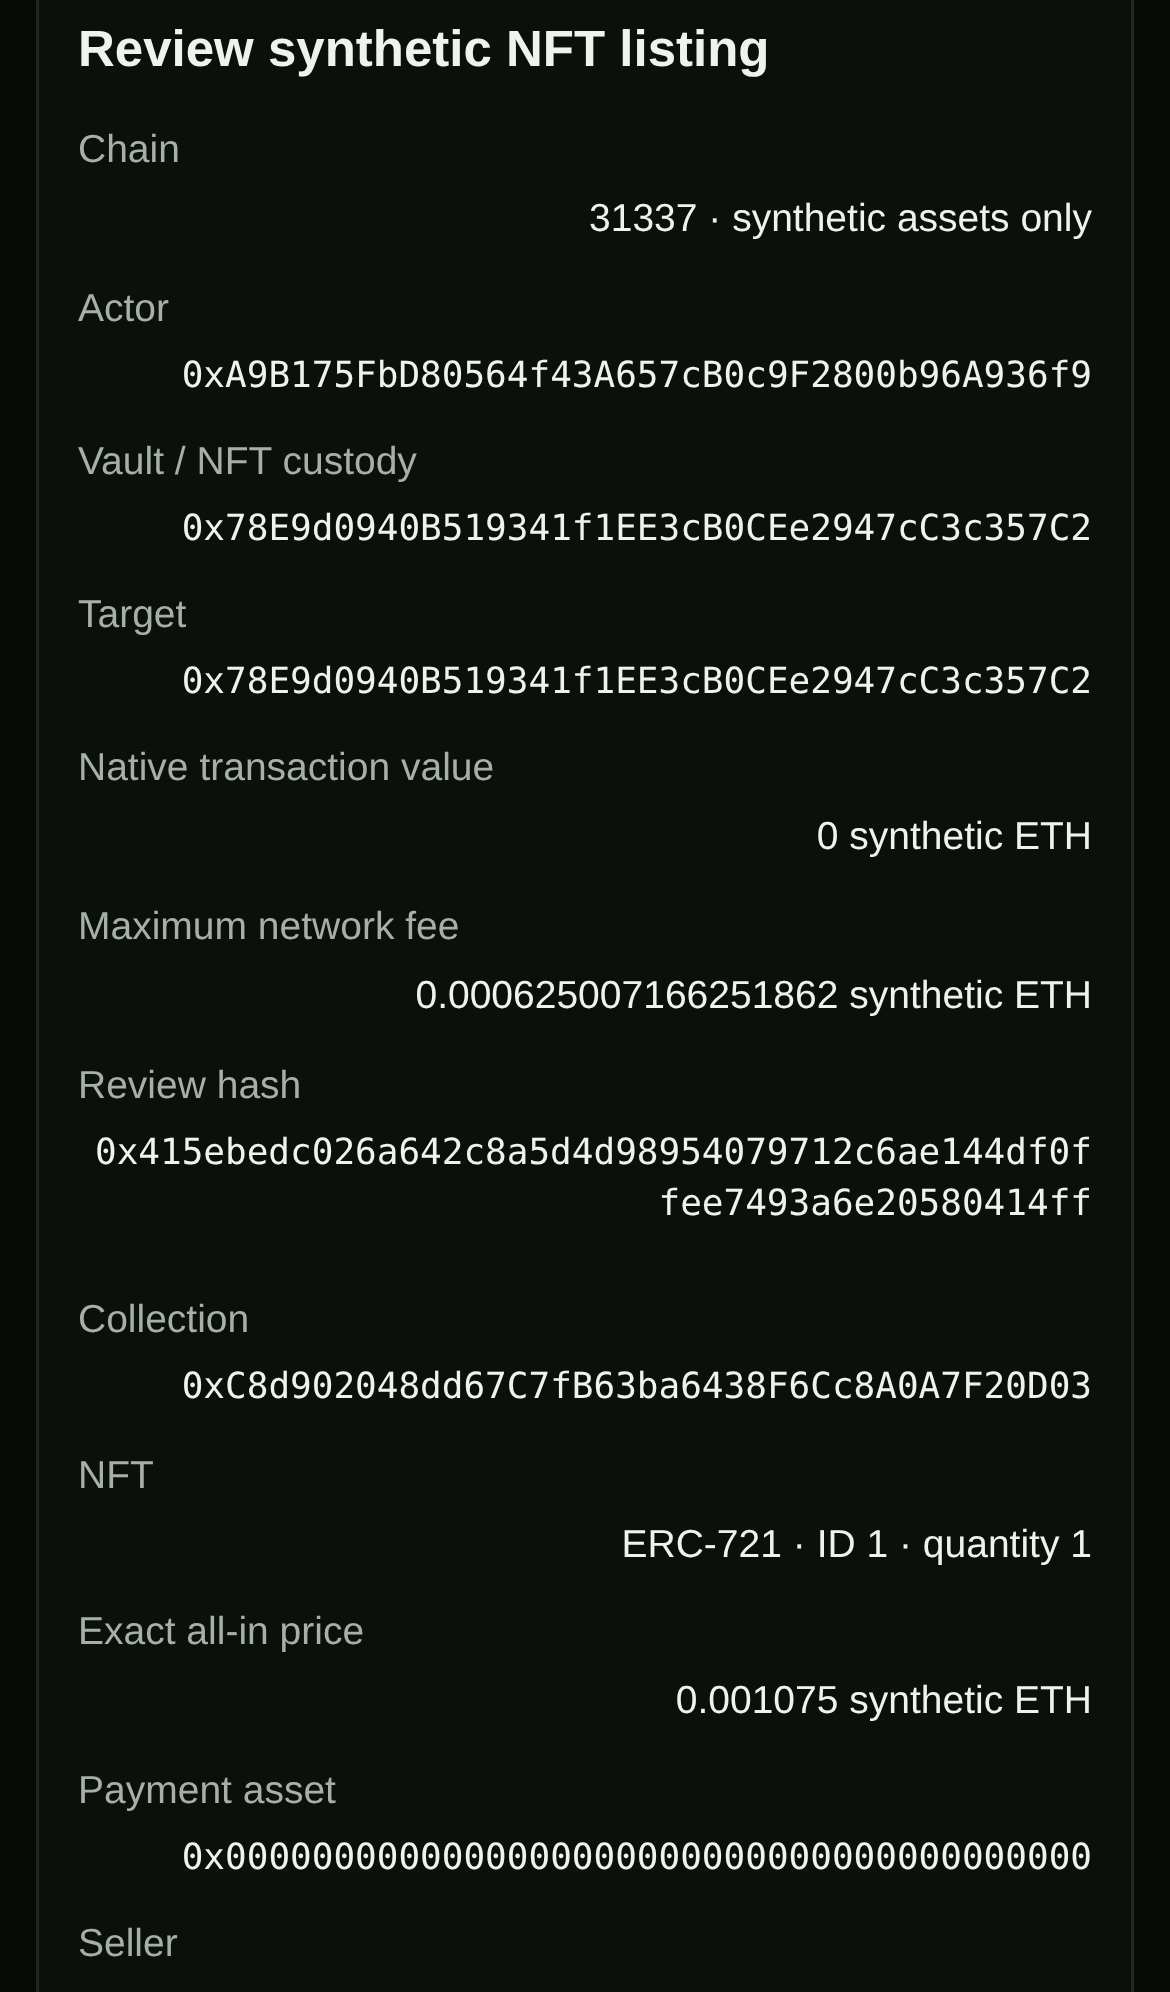 Review synthetic NFT listing
Chain
31337 · synthetic assets only
Actor
0xA9B175FbD80564f43A657cB0c9F2800b96A936f9
Vault / NFT custody
0x78E9d0940B519341f1EE3cB0CEe2947cC3c357C2
Target
0x78E9d0940B519341f1EE3cB0CEe2947cC3c357C2
Native transaction value
0 synthetic ETH
Maximum network fee
0.000625007166251862 synthetic ETH
Review hash
0x415ebedc026a642c8a5d4d98954079712c6ae144df0f
fee7493a6e20580414ff
Collection
0xC8d902048dd67C7fB63ba6438F6Cc8A0A7F20D03
NFT
ERC-721 · ID 1 · quantity 1
Exact all-in price
0.001075 synthetic ETH
Payment asset
0x0000000000000000000000000000000000000000
Seller